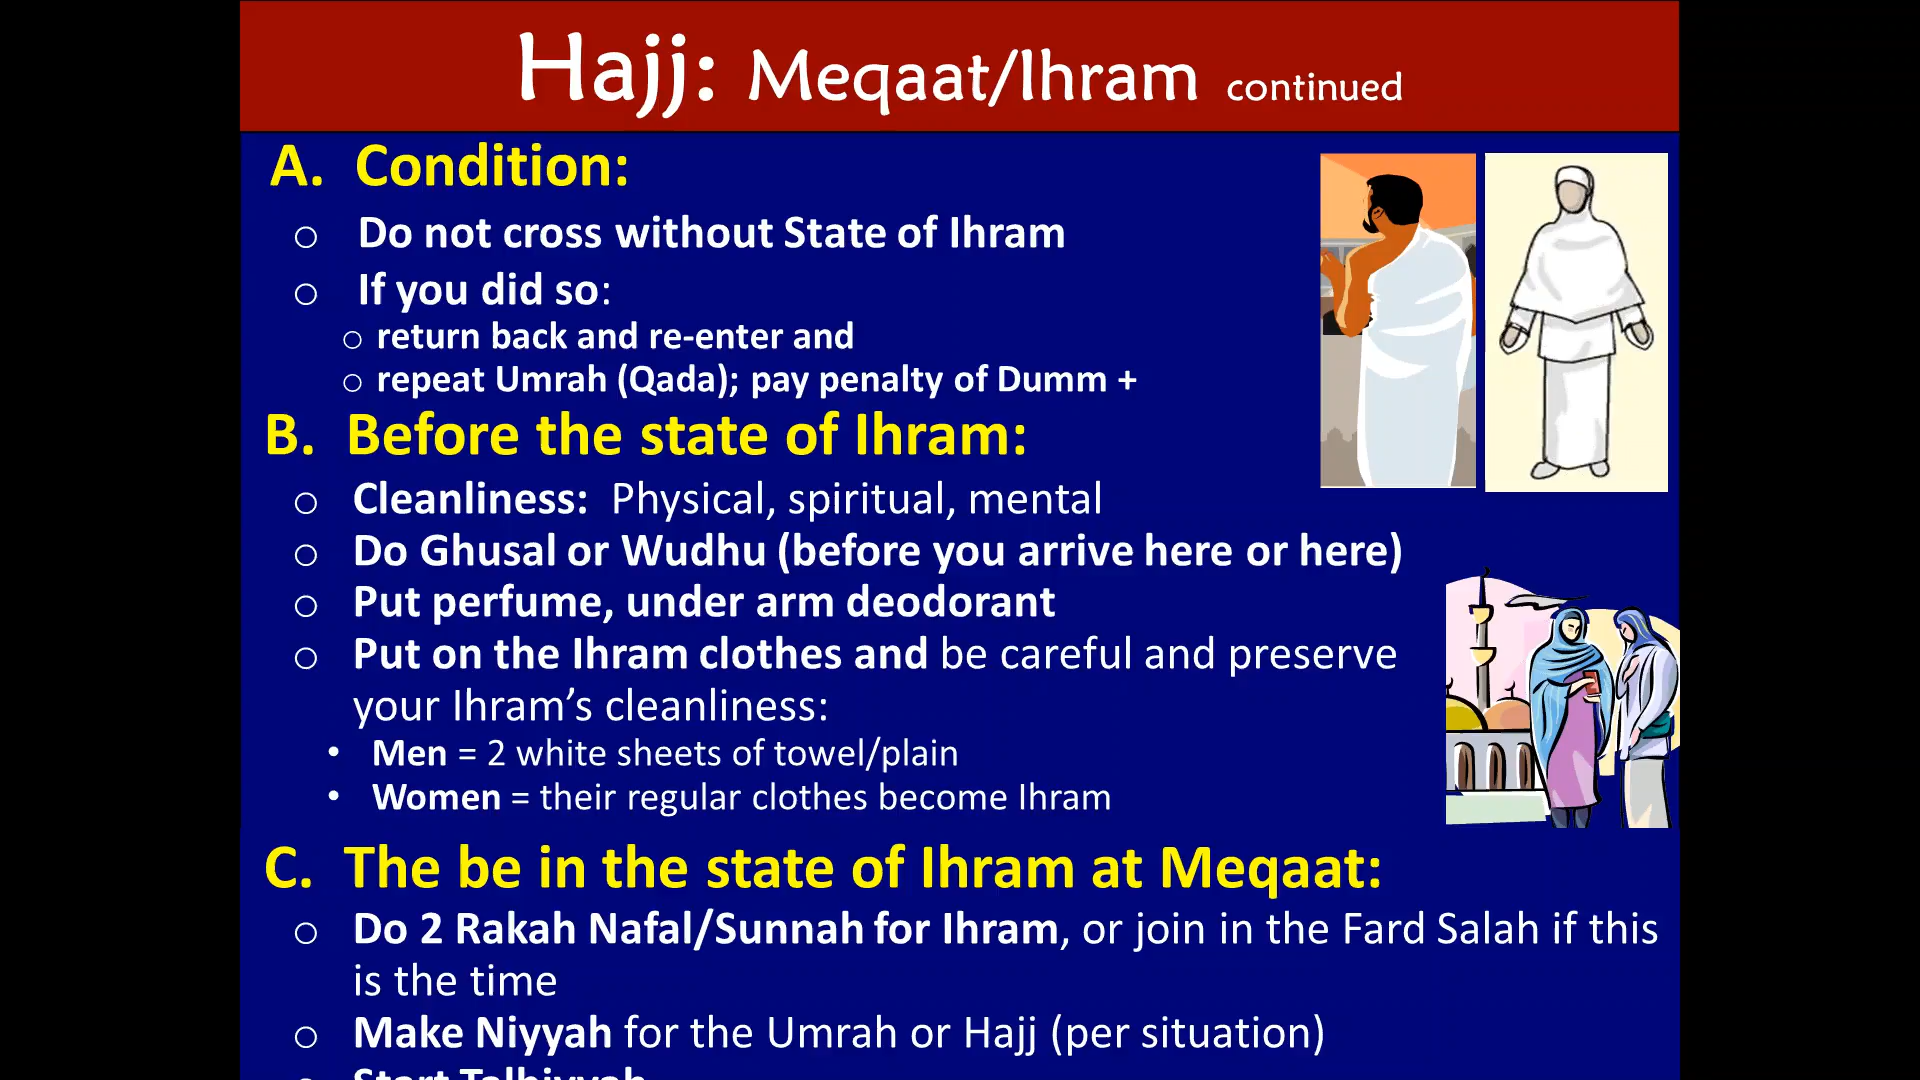 Hajj: Meqaat/Ihram continued
A. Condition:
o Do not cross without State of Ihram
o If you did so:
o return back and re-enter and
o repeat Umrah (Qada); pay penalty of Dumm +
B. Before the state of Ihram:
o Cleanliness: Physical, spiritual, mental
o Do Ghusal or Wudhu (before you arrive here or here)
o Put perfume, under arm deodorant
o Put on the Ihram clothes and be careful and preserve
your Ihram’s cleanliness:
• Men = 2 white sheets of towel/plain
• Women = their regular clothes become Ihram
C. The be in the state of Ihram at Meqaat:
o Do 2 Rakah Nafal/Sunnah for Ihram, or join in the Fard Salah if this
is the time
o Make Niyyah for the Umrah or Hajj (per situation)
o Start Talbiyyah